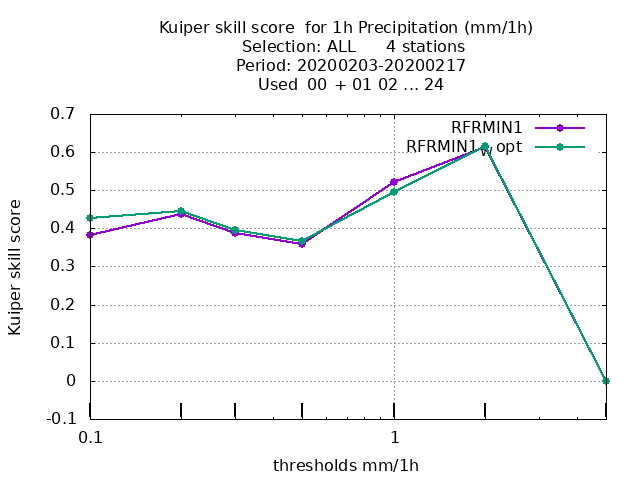 Kuiper skill score  for 1h Precipitation (mm/1h)
Selection: ALL      4 stations
Period: 20200203-20200217
Used  00  + 01 02 ... 24
0.7
0.6
0.5
0.4
0.3
0.2
0.1
0
-0.1
Kuiper skill score
RFRMIN1
RFRMIN1_W opt
0.1
1
thresholds mm/1h